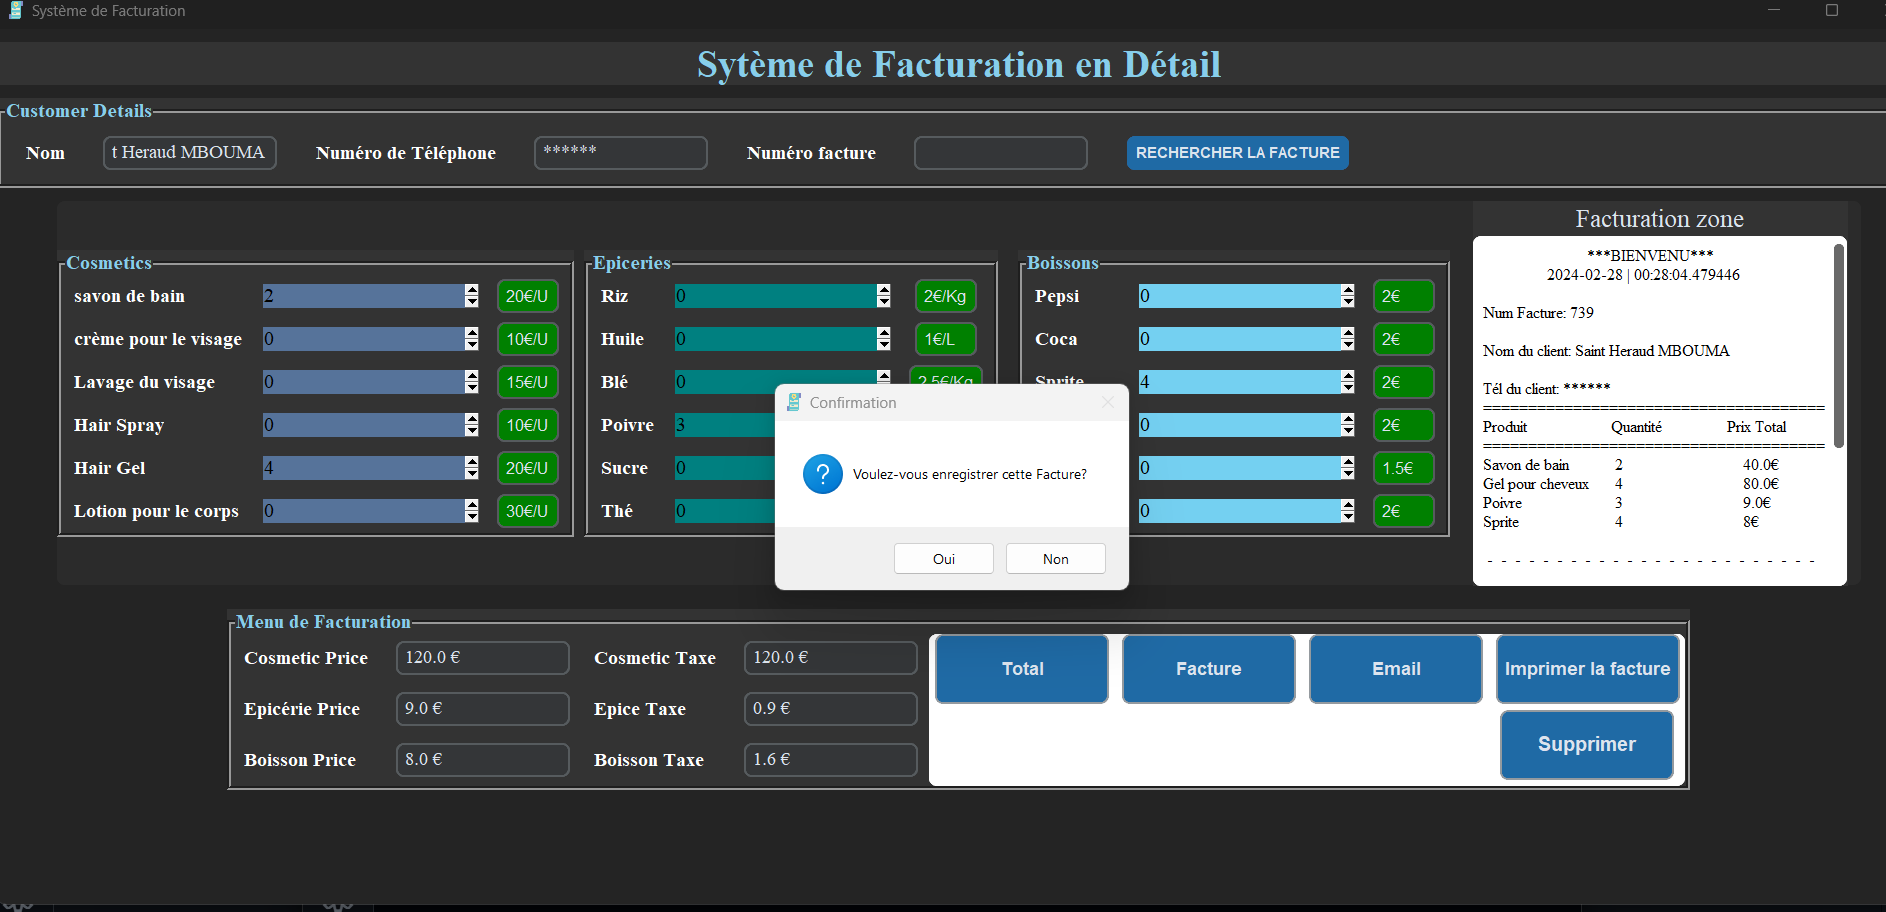 Système de Facturation
Sytème de Facturation en Détail
Customer Details
Nom
t Heraud MBOUMA
Numéro de Téléphone
******
Numéro facture
RECHERCHER LA FACTURE
Cosmetics
savon de bain 2 20€/U
crème pour le visage 0 10€/U
Lavage du visage 0 15€/U
Hair Spray 0 10€/U
Hair Gel 4 20€/U
Lotion pour le corps 0 30€/U
Epiceries
Riz 0 2€/Kg
Huile 0 1€/L
Blé 0 2.5€/Kg
Poivre 3
Sucre 0
Thé 0
Boissons
Pepsi 0 2€
Coca 0 2€
Sprite 4 2€
0 2€
0 1.5€
0 2€
Facturation zone
***BIENVENU***
2024-02-28 | 00:28:04.479446
Num Facture: 739
Nom du client: Saint Heraud MBOUMA
Tél du client: ******
======================================
Produit Quantité Prix Total
======================================
Savon de bain 2 40.0€
Gel pour cheveux 4 80.0€
Poivre 3 9.0€
Sprite 4 8€
- - - - - - - - - - - - - - - - - - - - - - - -
Confirmation
?
Voulez-vous enregistrer cette Facture?
Oui
Non
Menu de Facturation
Cosmetic Price 120.0 € Cosmetic Taxe 120.0 €
Epicérie Price 9.0 € Epice Taxe 0.9 €
Boisson Price 8.0 € Boisson Taxe 1.6 €
Total
Facture
Email
Imprimer la facture
Supprimer